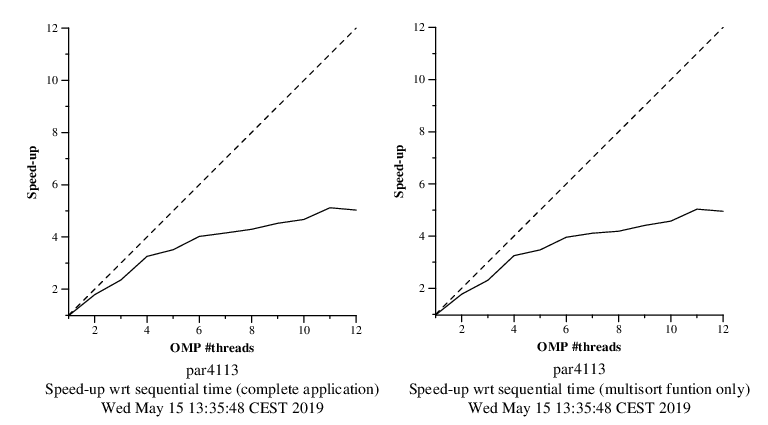 12
10
8
6
4
2
Speed-up
2 4 6 8 10 12
OMP #threads
par4113
Speed-up wrt sequential time (complete application)
Wed May 15 13:35:48 CEST 2019
12
10
8
6
4
2
Speed-up
2 4 6 8 10 12
OMP #threads
par4113
Speed-up wrt sequential time (multisort funtion only)
Wed May 15 13:35:48 CEST 2019